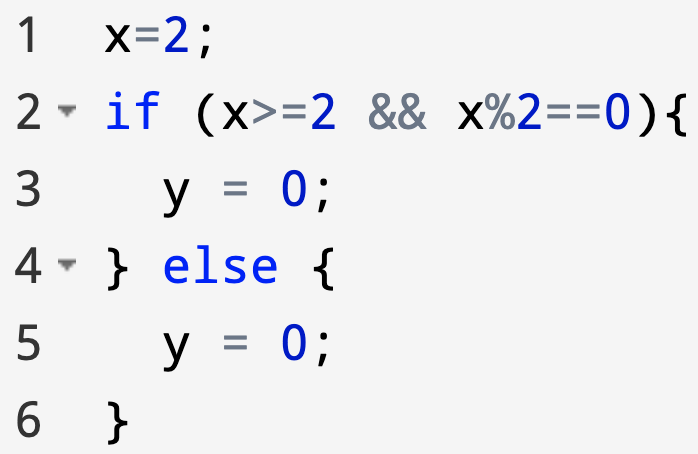 1 x=2;
2 if (x>=2 && x%2==0){
3   y = 0;
4 } else {
5   y = 0;
6 }